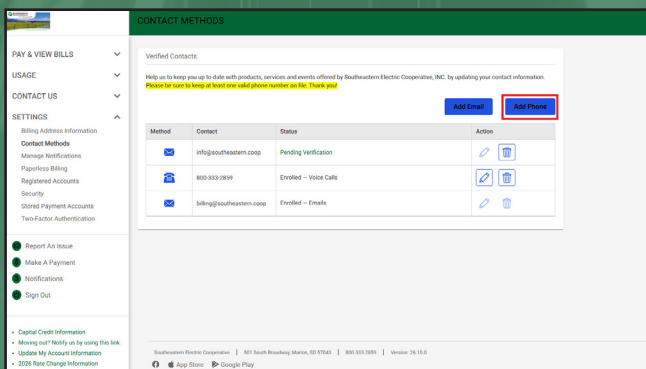 CONTACT METHODS
PAY & VIEW BILLS
USAGE
CONTACT US
SETTINGS
Billing Address Information
Contact Methods
Manage Notifications
Paperless Billing
Registered Accounts
Security
Stored Payment Accounts
Two-Factor Authentication
Report An Issue
Make A Payment
Notifications
Sign Out
Capital Credit Information
Moving out? Notify us by using this link.
Update My Account Information
2026 Rate Change Information
Verified Contacts
Help us to keep you up to date with products, services and events offered by Southeastern Electric Cooperative, INC. by updating your contact information.
Please be sure to keep at least one valid phone number on file. Thank you!
Add Email Add Phone
Method Contact Status Action
info@southeastern.coop Pending Verification
800-333-2859 Enrolled -- Voice Calls
billing@southeastern.coop Enrolled -- Emails
Southeastern Electric Cooperative | 501 South Broadway, Marion, SD 57043 | 800-333-2859 | Version: 26.10.0
App Store Google Play